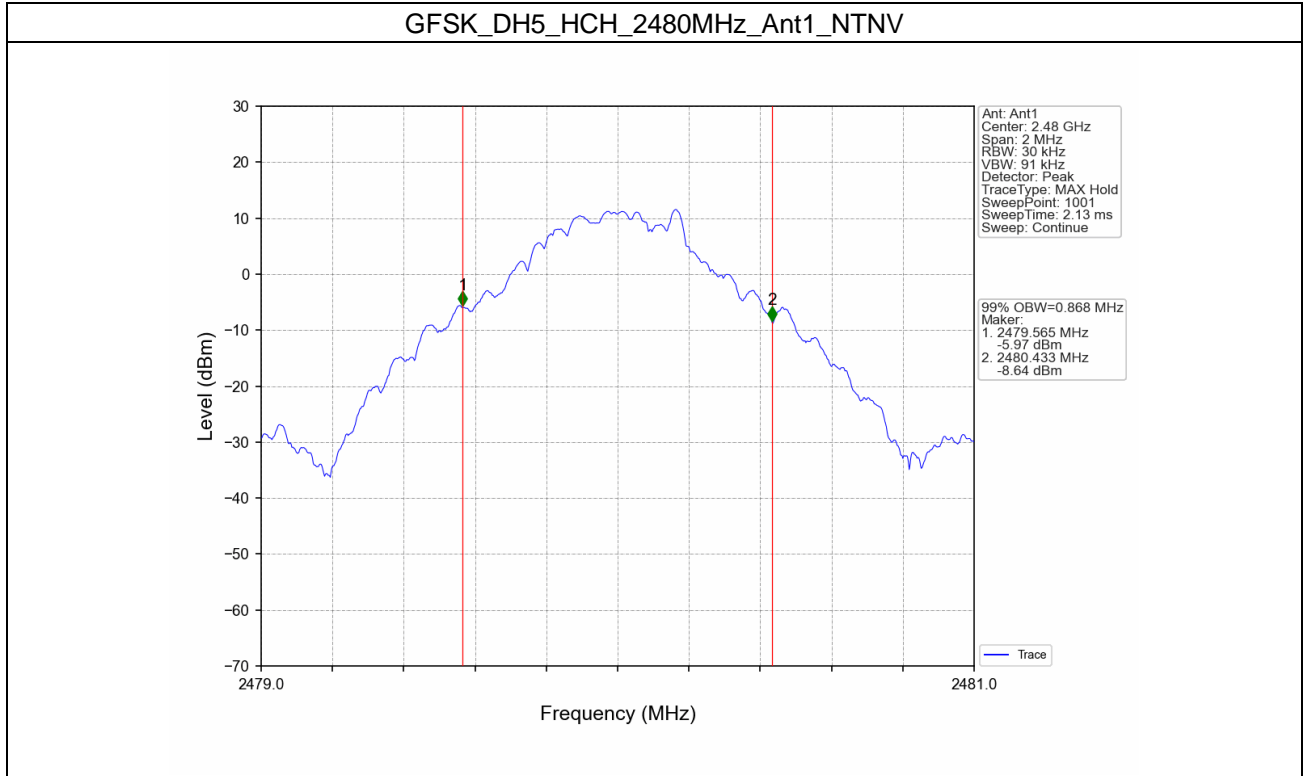 GFSK_DH5_HCH_2480MHz_Ant1_NTNV
30
20
10
0
−10
−20
−30
−40
−50
−60
−70
Level (dBm)
1
2
2479.0
2481.0
Frequency (MHz)
Ant: Ant1
Center: 2.48 GHz
Span: 2 MHz
RBW: 30 kHz
VBW: 91 kHz
Detector: Peak
TraceType: MAX Hold
SweepPoint: 1001
SweepTime: 2.13 ms
Sweep: Continue
99% OBW=0.868 MHz
Maker:
1. 2479.565 MHz
-5.97 dBm
2. 2480.433 MHz
-8.64 dBm
Trace